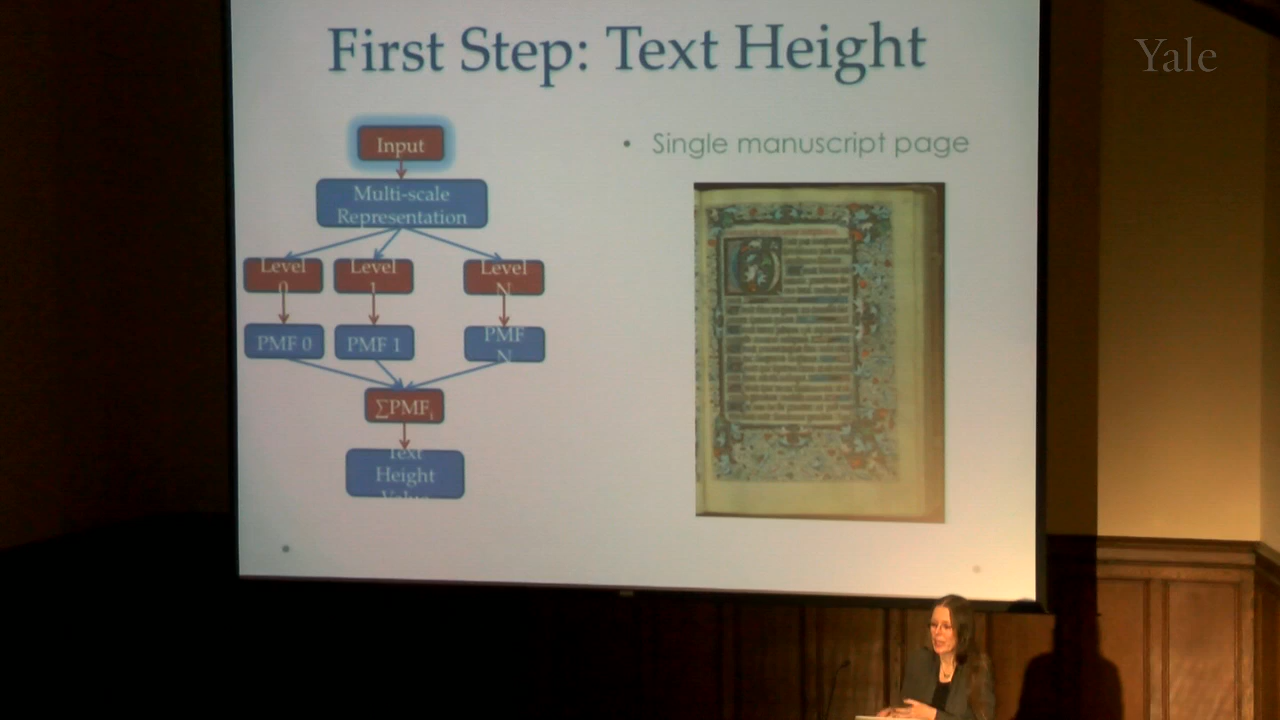 First Step: Text Height
Yale
Input
• Single manuscript page
Multi-scale
Representation
Level
0
Level
1
Level
N
PMF 0
PMF 1
PMF
N
∑PMFᵢ
Text
Height
Value